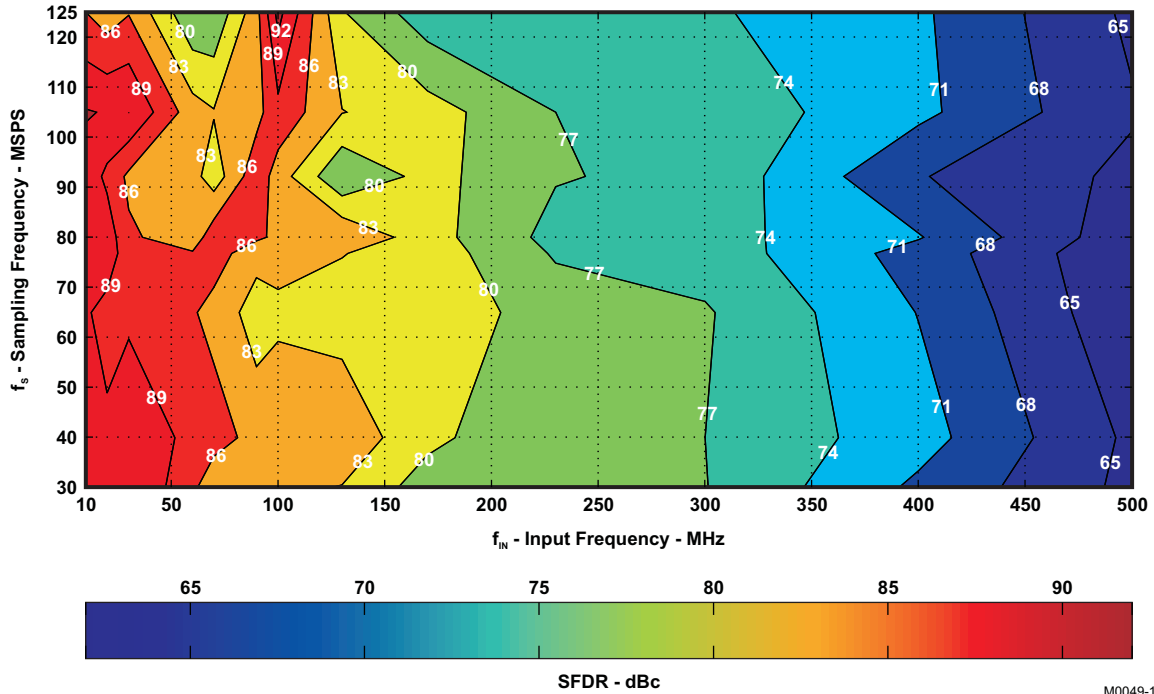 125
120
110
100
90
80
70
60
50
40
30
f_S - Sampling Frequency - MSPS
86 80 92 65
83 89 86 83 80 74
89 71 68
77
83 86
86 80
83 74
86 71 68
89 77
80 65
83
89 77 71 68
86 83 80 74 65
10 50 100 150 200 250 300 350 400 450 500
f_IN - Input Frequency - MHz
65 70 75 80 85 90
SFDR - dBc
M0049-1